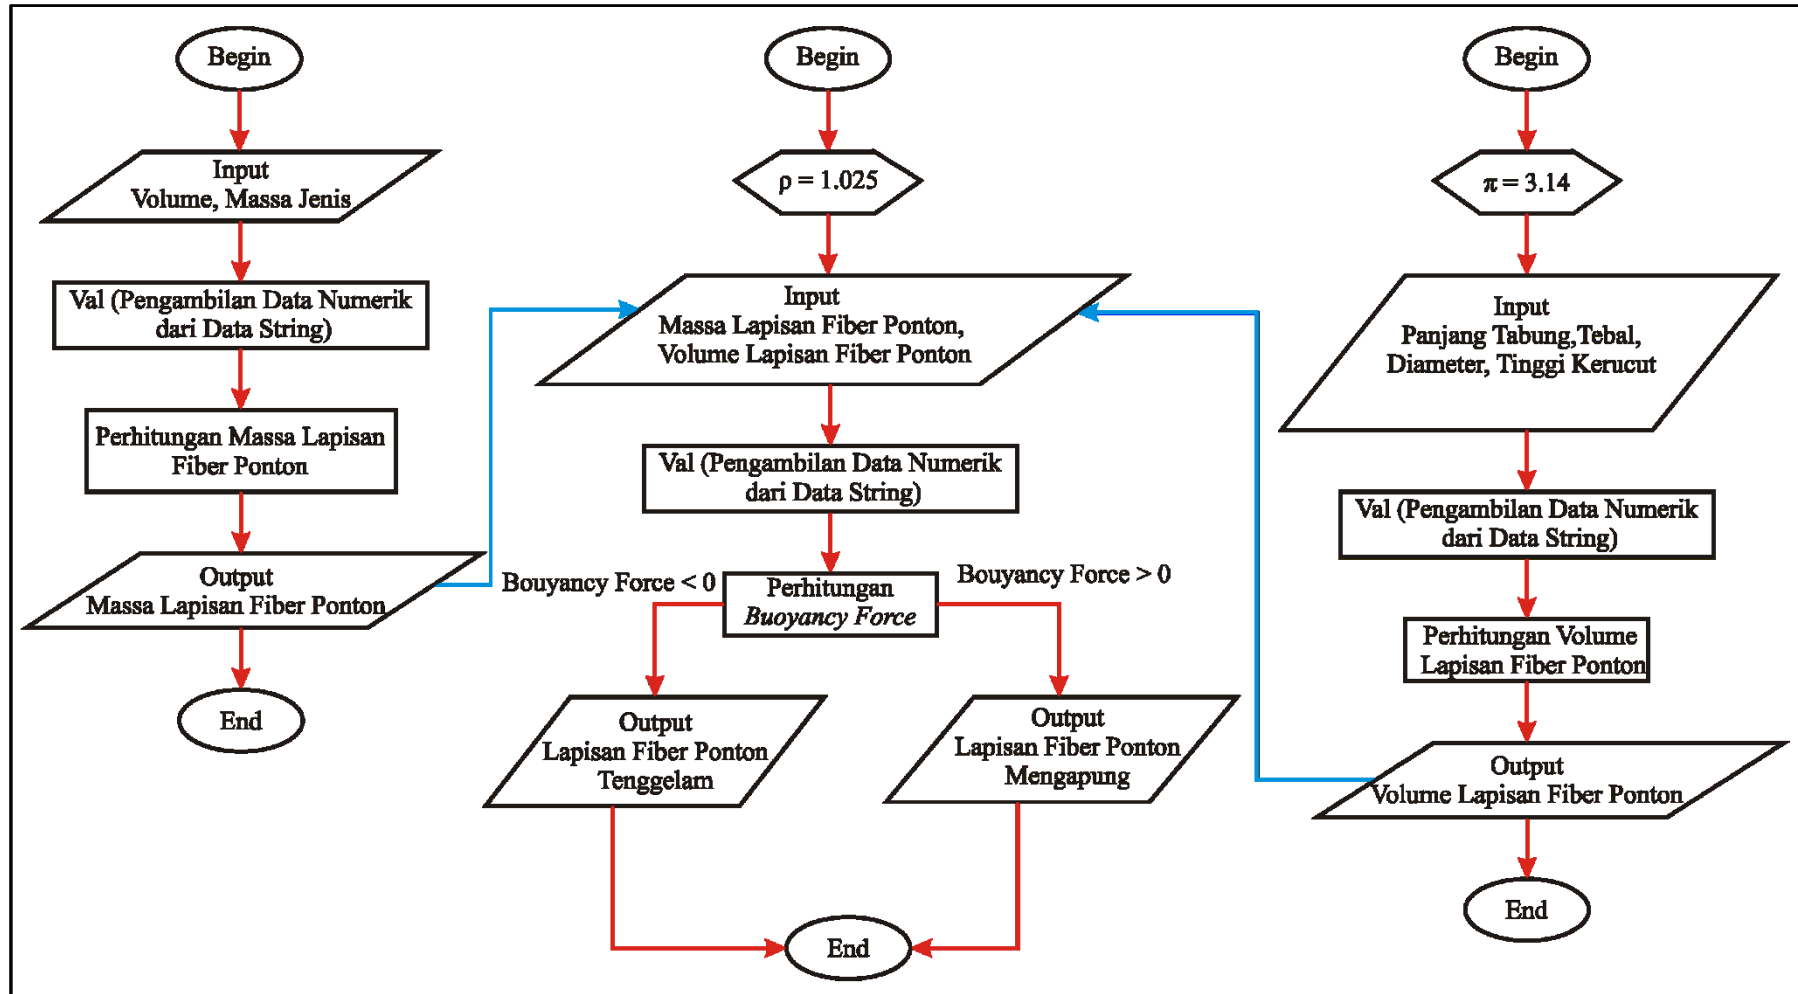 Begin
Input
Volume, Massa Jenis
Val (Pengambilan Data Numerik
dari Data String)
Perhitungan Massa Lapisan
Fiber Ponton
Output
Massa Lapisan Fiber Ponton
End
Begin
ρ = 1.025
Input
Massa Lapisan Fiber Ponton,
Volume Lapisan Fiber Ponton
Val (Pengambilan Data Numerik
dari Data String)
Bouyancy Force < 0
Perhitungan
Buoyancy Force
Bouyancy Force > 0
Output
Lapisan Fiber Ponton
Tenggelam
Output
Lapisan Fiber Ponton
Mengapung
End
Begin
π = 3.14
Input
Panjang Tabung,Tebal,
Diameter, Tinggi Kerucut
Val (Pengambilan Data Numerik
dari Data String)
Perhitungan Volume
Lapisan Fiber Ponton
Output
Volume Lapisan Fiber Ponton
End